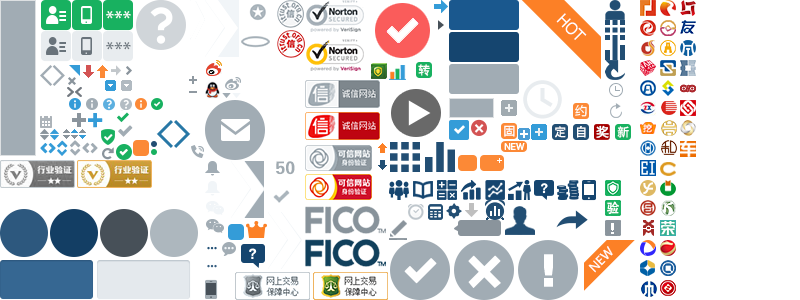 ***
***
?
Norton
SECURED
powered by VeriSign
Norton
SECURED
powered by VeriSign
HOT
转
信 诚信网站
信 诚信网站
可信网站
身份验证
可信网站
身份验证
约
固
定
自
奖
新
NEW
行业验证
行业验证
50
FICO
FICO
验
NEW
网上交易
保障中心
网上交易
保障中心